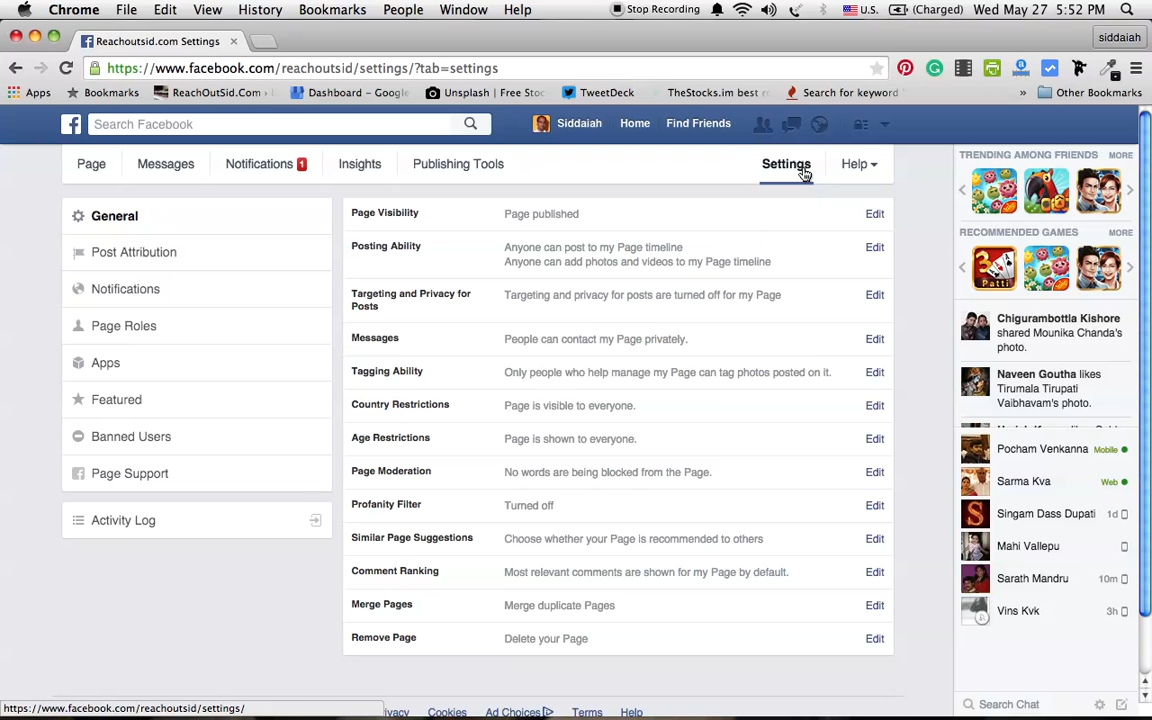 Chrome File Edit View History Bookmarks People Window Help Stop Recording U.S. (Charged) Wed May 27 5:52 PM
Reachoutsid.com Settings siddaiah
https://www.facebook.com/reachoutsid/settings/?tab=settings
Apps Bookmarks ReachOutSid.Com › Dashboard – Google Unsplash | Free Sto TweetDeck TheStocks.im best r Search for keyword » Other Bookmarks
Search Facebook Siddaiah Home Find Friends
Page Messages Notifications 1 Insights Publishing Tools Settings Help
General
Post Attribution
Notifications
Page Roles
Apps
Featured
Banned Users
Page Support
Activity Log
Page Visibility Page published Edit
Posting Ability Anyone can post to my Page timeline Edit
Anyone can add photos and videos to my Page timeline
Targeting and Privacy for Targeting and privacy for posts are turned off for my Page Edit
Posts
Messages People can contact my Page privately. Edit
Tagging Ability Only people who help manage my Page can tag photos posted on it. Edit
Country Restrictions Page is visible to everyone. Edit
Age Restrictions Page is shown to everyone. Edit
Page Moderation No words are being blocked from the Page. Edit
Profanity Filter Turned off Edit
Similar Page Suggestions Choose whether your Page is recommended to others Edit
Comment Ranking Most relevant comments are shown for my Page by default. Edit
Merge Pages Merge duplicate Pages Edit
Remove Page Delete your Page Edit
TRENDING AMONG FRIENDS MORE
RECOMMENDED GAMES MORE
3
Patti
Chigurambottla Kishore
shared Mounika Chanda's
photo.
Naveen Goutha likes
Tirumala Tirupati
Vaibhavam's photo.
Pocham Venkanna Mobile
Sarma Kva Web
Singam Dass Dupati 1d
Mahi Vallepu
Sarath Mandru 10m
Vins Kvk 3h
Search Chat
https://www.facebook.com/reachoutsid/settings/
ivacy Cookies Ad Choices Terms Help